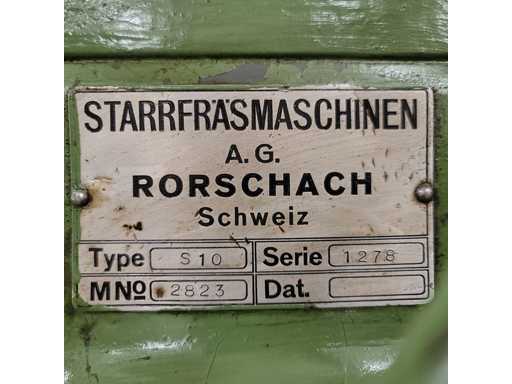 STARRFRÄSMASCHINEN
A.G.
RORSCHACH
Schweiz
Type S10 Serie 1278
MNo 2823 Dat.